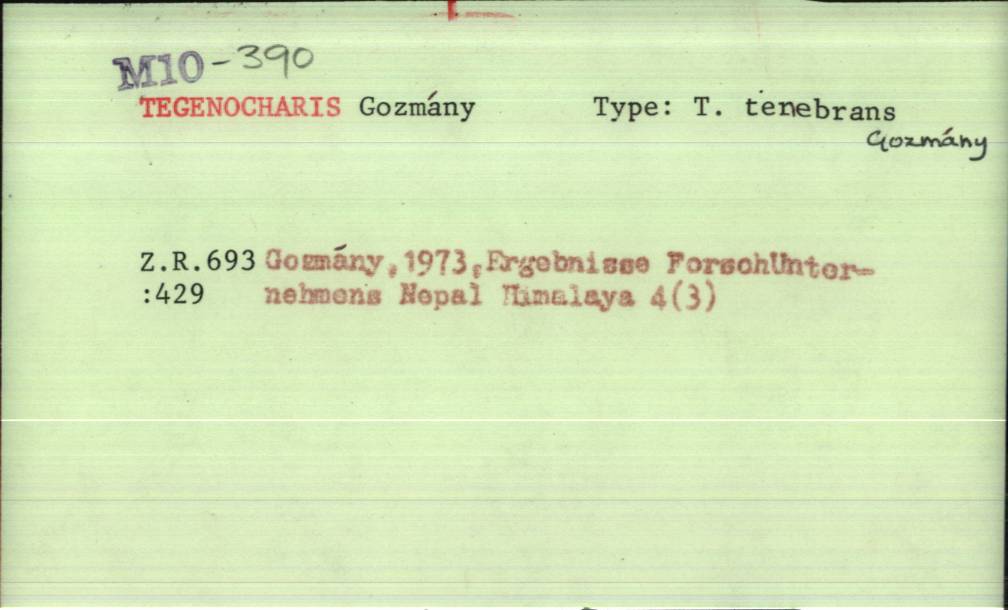 M10-390
TEGENOCHARIS Gozmány Type: T. tenebrans
Gozmány
Z.R.693 Gozmány,1973,Ergebnisse ForschUnter-
:429 nehmens Nepal Himalaya 4(3)